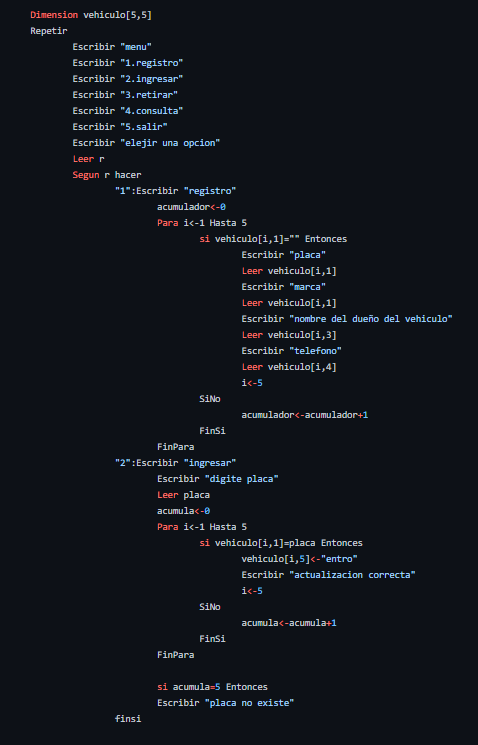 Dimension vehiculo[5,5]
Repetir
Escribir "menu"
Escribir "1.registro"
Escribir "2.ingresar"
Escribir "3.retirar"
Escribir "4.consulta"
Escribir "5.salir"
Escribir "elejir una opcion"
Leer r
Segun r hacer
"1":Escribir "registro"
acumulador<-0
Para i<-1 Hasta 5
si vehiculo[i,1]="" Entonces
Escribir "placa"
Leer vehiculo[i,1]
Escribir "marca"
Leer vehiculo[i,1]
Escribir "nombre del dueño del vehiculo"
Leer vehiculo[i,3]
Escribir "telefono"
Leer vehiculo[i,4]
i<-5
SiNo
acumulador<-acumulador+1
FinSi
FinPara
"2":Escribir "ingresar"
Escribir "digite placa"
Leer placa
acumula<-0
Para i<-1 Hasta 5
si vehiculo[i,1]=placa Entonces
vehiculo[i,5]<-"entro"
Escribir "actualizacion correcta"
i<-5
SiNo
acumula<-acumula+1
FinSi
FinPara
si acumula=5 Entonces
Escribir "placa no existe"
finsi